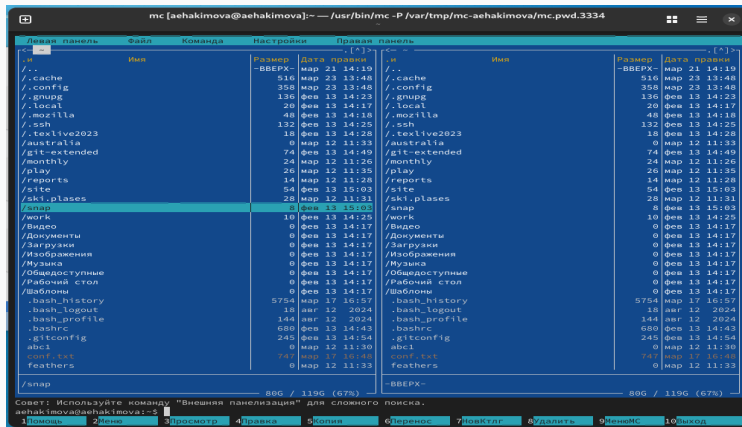 mc [aehakimova@aehakimova]:~ — /usr/bin/mc -P /var/tmp/mc-aehakimova/mc.pwd.3334
~
Левая панель Файл Команда Настройки Правая панель
<— ~ .[^]> <— ~ .[^]>
.и Имя Размер Дата правки .и Имя Размер Дата правки
/.. -ВВЕРХ- мар 21 14:19 /.. -ВВЕРХ- мар 21 14:19
/.cache 516 мар 23 13:48 /.cache 516 мар 23 13:48
/.config 358 мар 23 13:48 /.config 358 мар 23 13:48
/.gnupg 136 фев 13 14:23 /.gnupg 136 фев 13 14:23
/.local 20 фев 13 14:17 /.local 20 фев 13 14:17
/.mozilla 48 фев 13 14:18 /.mozilla 48 фев 13 14:18
/.ssh 132 фев 13 14:25 /.ssh 132 фев 13 14:25
/.texlive2023 18 фев 13 14:28 /.texlive2023 18 фев 13 14:28
/australia 0 мар 12 11:33 /australia 0 мар 12 11:33
/git-extended 74 фев 13 14:49 /git-extended 74 фев 13 14:49
/monthly 24 мар 12 11:26 /monthly 24 мар 12 11:26
/play 26 мар 12 11:35 /play 26 мар 12 11:35
/reports 14 мар 12 11:28 /reports 14 мар 12 11:28
/site 54 фев 13 15:03 /site 54 фев 13 15:03
/ski.plases 28 мар 12 11:31 /ski.plases 28 мар 12 11:31
/snap 8 фев 13 15:03 /snap 8 фев 13 15:03
/work 10 фев 13 14:25 /work 10 фев 13 14:25
/Видео 0 фев 13 14:17 /Видео 0 фев 13 14:17
/Документы 0 фев 13 14:17 /Документы 0 фев 13 14:17
/Загрузки 0 фев 13 14:17 /Загрузки 0 фев 13 14:17
/Изображения 0 фев 13 14:17 /Изображения 0 фев 13 14:17
/Музыка 0 фев 13 14:17 /Музыка 0 фев 13 14:17
/Общедоступные 0 фев 13 14:17 /Общедоступные 0 фев 13 14:17
/Рабочий стол 0 фев 13 14:17 /Рабочий стол 0 фев 13 14:17
/Шаблоны 0 фев 13 14:17 /Шаблоны 0 фев 13 14:17
.bash_history 5754 мар 17 16:57 .bash_history 5754 мар 17 16:57
.bash_logout 18 авг 12 2024 .bash_logout 18 авг 12 2024
.bash_profile 144 авг 12 2024 .bash_profile 144 авг 12 2024
.bashrc 680 фев 13 14:43 .bashrc 680 фев 13 14:43
.gitconfig 245 фев 13 14:54 .gitconfig 245 фев 13 14:54
abc1 0 мар 12 11:30 abc1 0 мар 12 11:30
conf.txt 747 мар 17 16:48 conf.txt 747 мар 17 16:48
feathers 0 мар 12 11:33 feathers 0 мар 12 11:33
/snap -ВВЕРХ-
80G / 119G (67%) 80G / 119G (67%)
Совет: Используйте команду "Внешняя панелизация" для сложного поиска.
aehakimova@aehakimova:~$
1Помощь 2Меню 3Просмотр 4Правка 5Копия 6Перенос 7НовКтлг 8Удалить 9МенюMC 10Выход